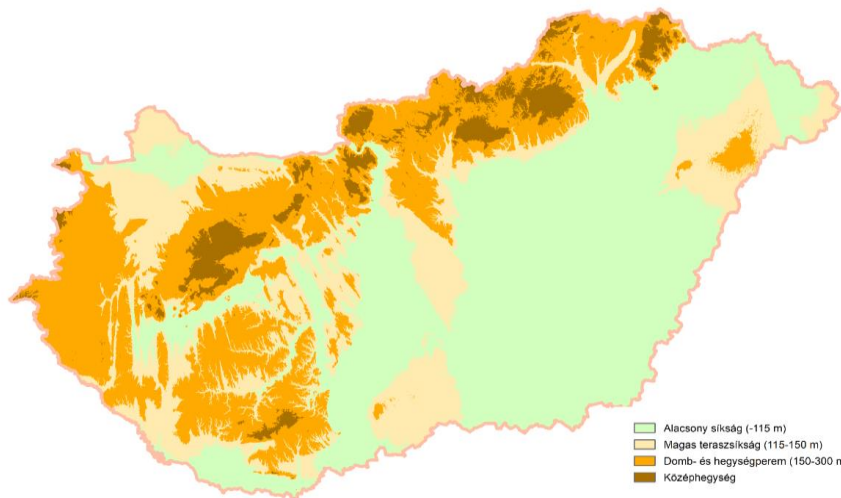 Alacsony síkság (-115 m)
Magas teraszsíkság (115-150 m)
Domb- és hegységperem (150-300 m
Középhegység